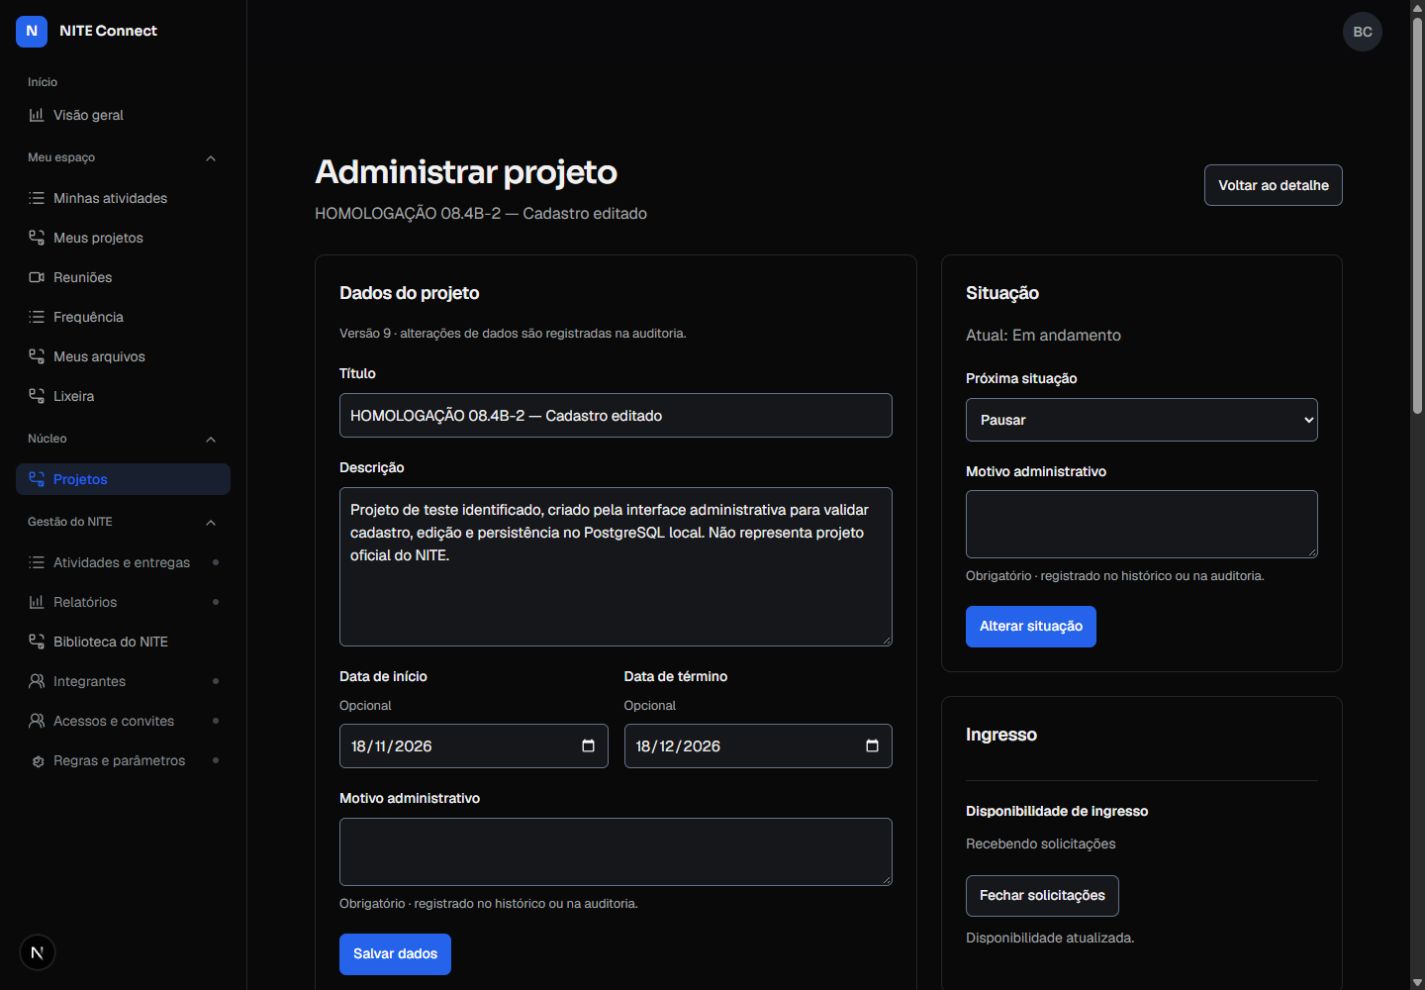 N NITE Connect
BC
Início
Visão geral
Meu espaço
Minhas atividades
Meus projetos
Reuniões
Frequência
Meus arquivos
Lixeira
Núcleo
Projetos
Gestão do NITE
Atividades e entregas
Relatórios
Biblioteca do NITE
Integrantes
Acessos e convites
Regras e parâmetros
N
Administrar projeto
HOMOLOGAÇÃO 08.4B-2 — Cadastro editado
Voltar ao detalhe
Dados do projeto
Versão 9 · alterações de dados são registradas na auditoria.
Título
HOMOLOGAÇÃO 08.4B-2 — Cadastro editado
Descrição
Projeto de teste identificado, criado pela interface administrativa para validar
cadastro, edição e persistência no PostgreSQL local. Não representa projeto
oficial do NITE.
Data de início
Opcional
18/11/2026
Data de término
Opcional
18/12/2026
Motivo administrativo
Obrigatório · registrado no histórico ou na auditoria.
Salvar dados
Situação
Atual: Em andamento
Próxima situação
Pausar
Motivo administrativo
Obrigatório · registrado no histórico ou na auditoria.
Alterar situação
Ingresso
Disponibilidade de ingresso
Recebendo solicitações
Fechar solicitações
Disponibilidade atualizada.